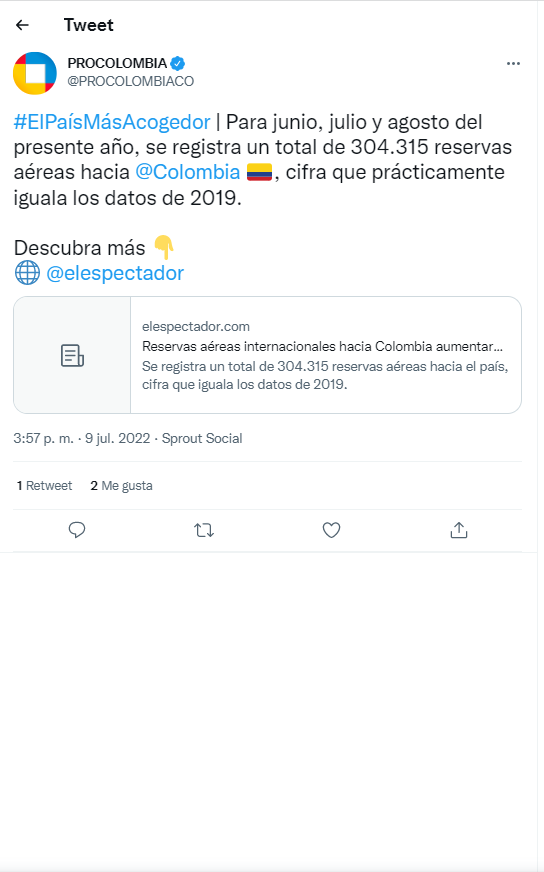 Tweet
PROCOLOMBIA
@PROCOLOMBIACO
#ElPaísMásAcogedor | Para junio, julio y agosto del
presente año, se registra un total de 304.315 reservas
aéreas hacia @Colombia 🇨🇴, cifra que prácticamente
iguala los datos de 2019.
Descubra más 👇
🌐 @elespectador
elespectador.com
Reservas aéreas internacionales hacia Colombia aumentar...
Se registra un total de 304.315 reservas aéreas hacia el país,
cifra que iguala los datos de 2019.
3:57 p. m. · 9 jul. 2022 · Sprout Social
1 Retweet 2 Me gusta